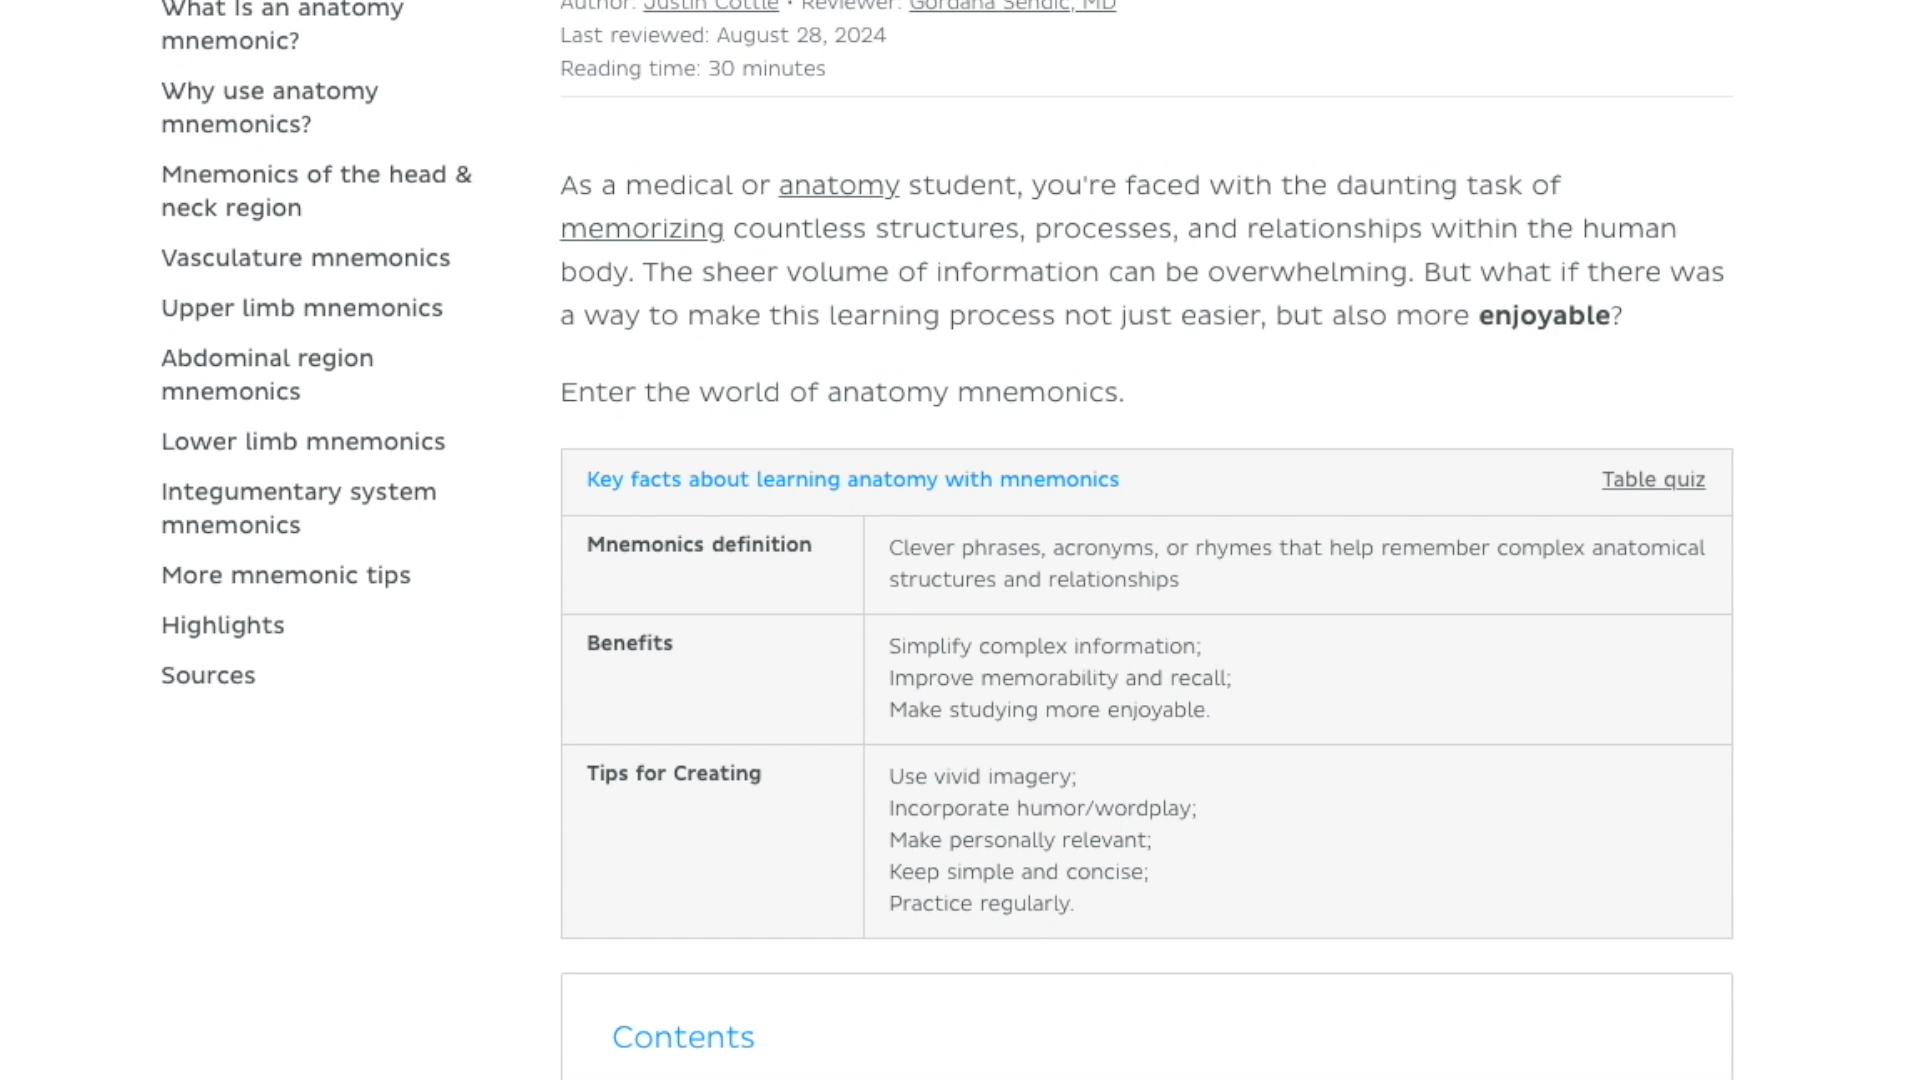 What Is an anatomy
mnemonic?
Why use anatomy
mnemonics?
Mnemonics of the head &
neck region
Vasculature mnemonics
Upper limb mnemonics
Abdominal region
mnemonics
Lower limb mnemonics
Integumentary system
mnemonics
More mnemonic tips
Highlights
Sources
Author: Justin Cottle • Reviewer: Gordana Sendić, MD
Last reviewed: August 28, 2024
Reading time: 30 minutes
As a medical or anatomy student, you're faced with the daunting task of
memorizing countless structures, processes, and relationships within the human
body. The sheer volume of information can be overwhelming. But what if there was
a way to make this learning process not just easier, but also more enjoyable?
Enter the world of anatomy mnemonics.
Key facts about learning anatomy with mnemonics
Table quiz
Mnemonics definition
Clever phrases, acronyms, or rhymes that help remember complex anatomical
structures and relationships
Benefits
Simplify complex information;
Improve memorability and recall;
Make studying more enjoyable.
Tips for Creating
Use vivid imagery;
Incorporate humor/wordplay;
Make personally relevant;
Keep simple and concise;
Practice regularly.
Contents